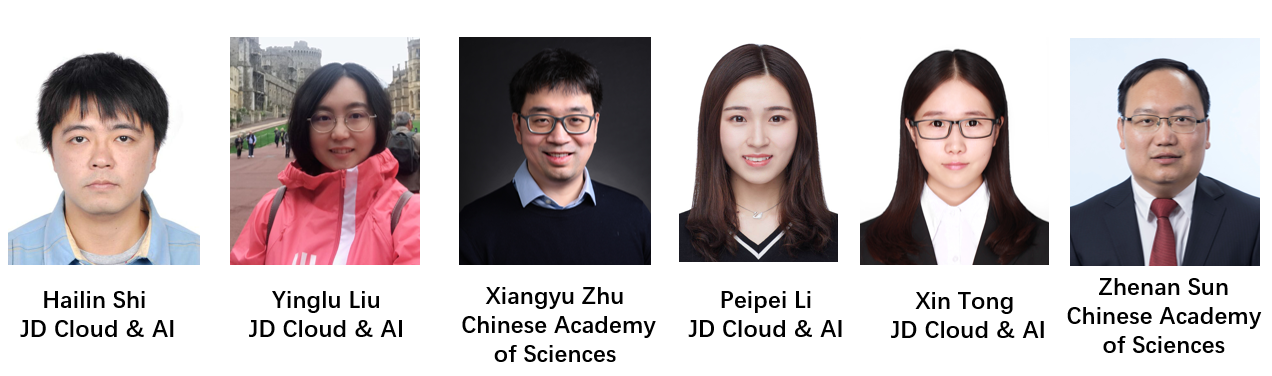 Hailin Shi
JD Cloud & AI
Yinglu Liu
JD Cloud & AI
Xiangyu Zhu
Chinese Academy
of Sciences
Peipei Li
JD Cloud & AI
Xin Tong
JD Cloud & AI
Zhenan Sun
Chinese Academy
of Sciences